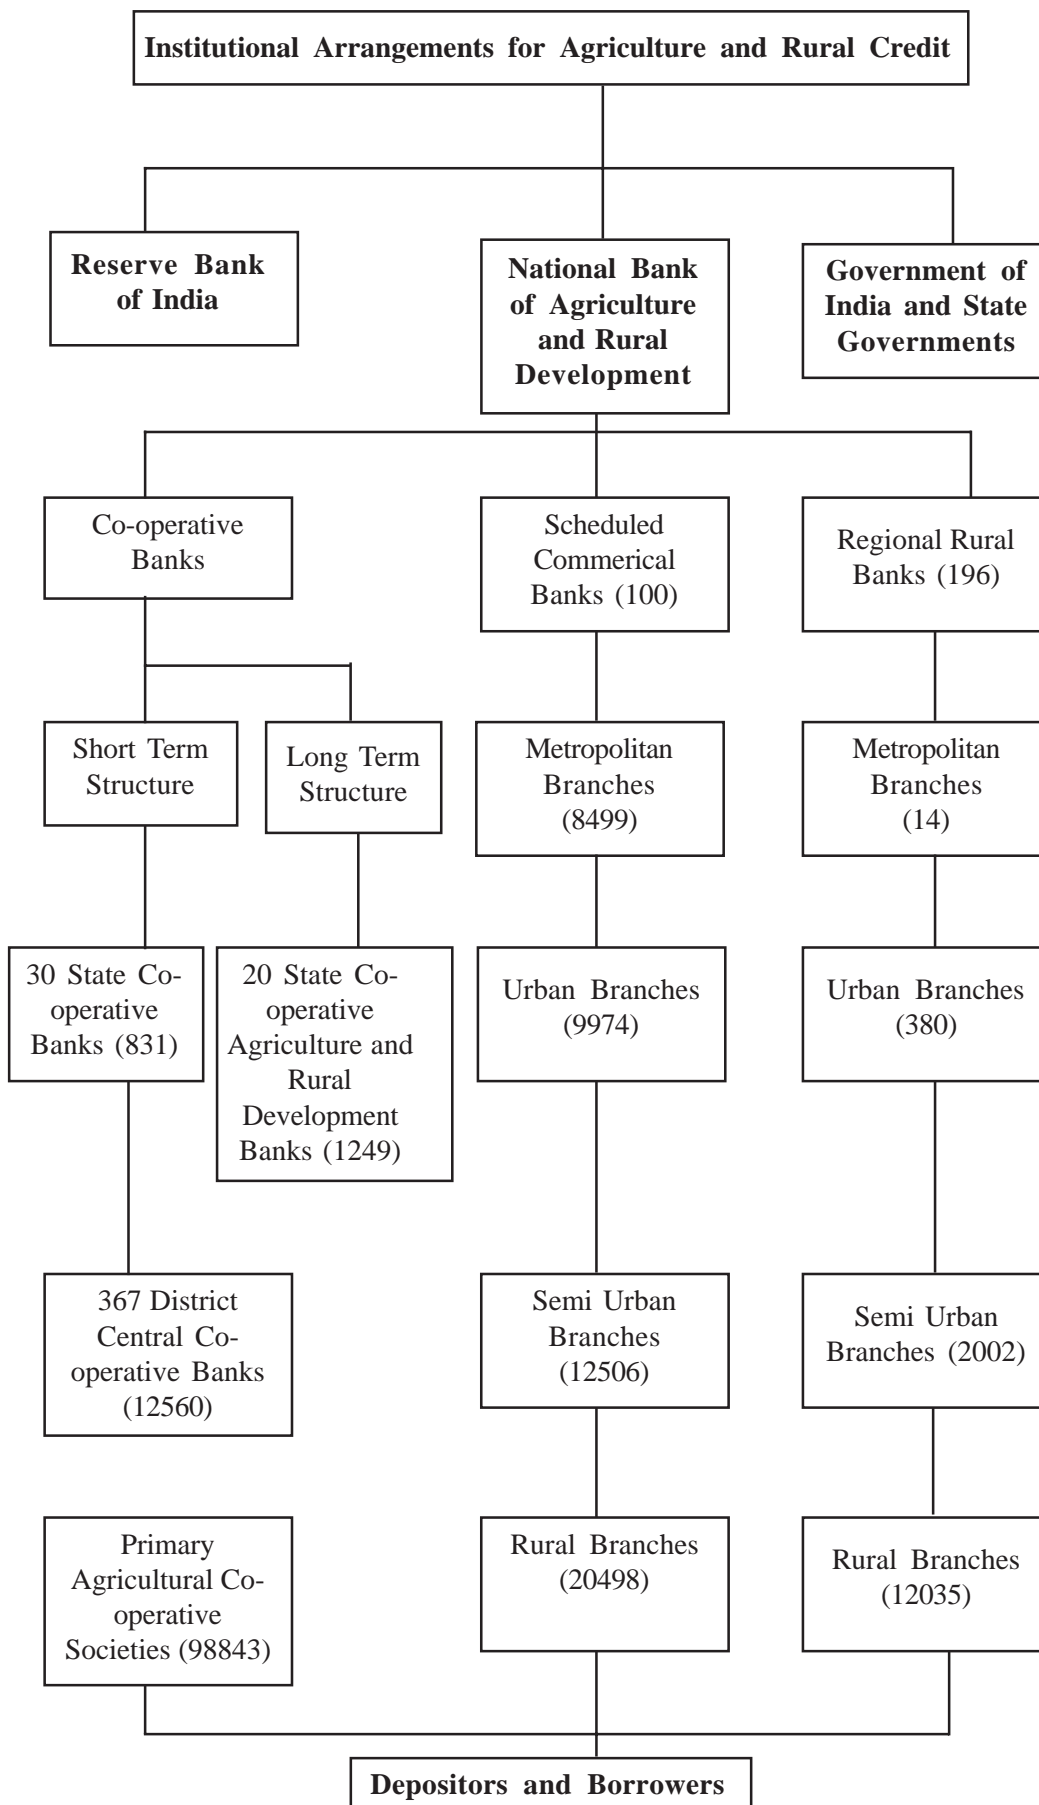 Institutional Arrangements for Agriculture and Rural Credit
Reserve Bank
of India
National Bank
of Agriculture
and Rural
Development
Government of
India and State
Governments
Co-operative
Banks
Scheduled
Commerical
Banks (100)
Regional Rural
Banks (196)
Short Term
Structure
Long Term
Structure
Metropolitan
Branches
(8499)
Metropolitan
Branches
(14)
30 State Co-
operative
Banks (831)
20 State Co-
operative
Agriculture and
Rural
Development
Banks (1249)
Urban Branches
(9974)
Urban Branches
(380)
367 District
Central Co-
operative Banks
(12560)
Semi Urban
Branches
(12506)
Semi Urban
Branches (2002)
Primary
Agricultural Co-
operative
Societies (98843)
Rural Branches
(20498)
Rural Branches
(12035)
Depositors and Borrowers